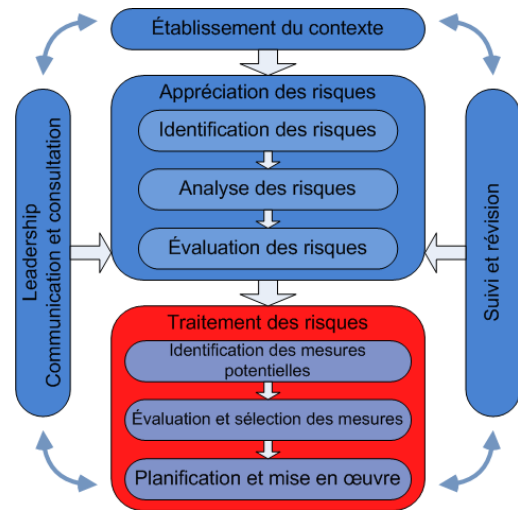 Établissement du contexte
Appréciation des risques
Identification des risques
Analyse des risques
Évaluation des risques
Leadership
Communication et consultation
Suivi et révision
Traitement des risques
Identification des mesures
potentielles
Évaluation et sélection des mesures
Planification et mise en œuvre